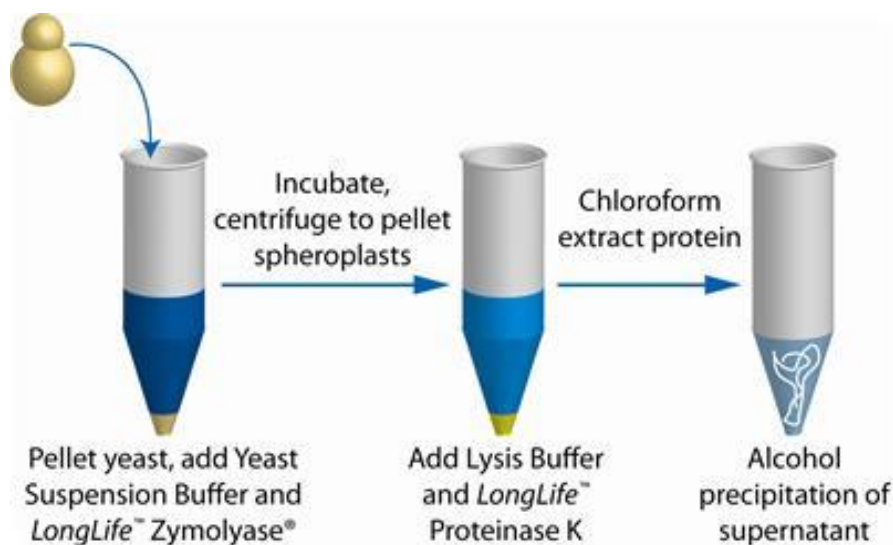 Incubate,
centrifuge to pellet
spheroplasts
Chloroform
extract protein
Pellet yeast, add Yeast
Suspension Buffer and
LongLife™ Zymolyase®
Add Lysis Buffer
and LongLife™
Proteinase K
Alcohol
precipitation of
supernatant